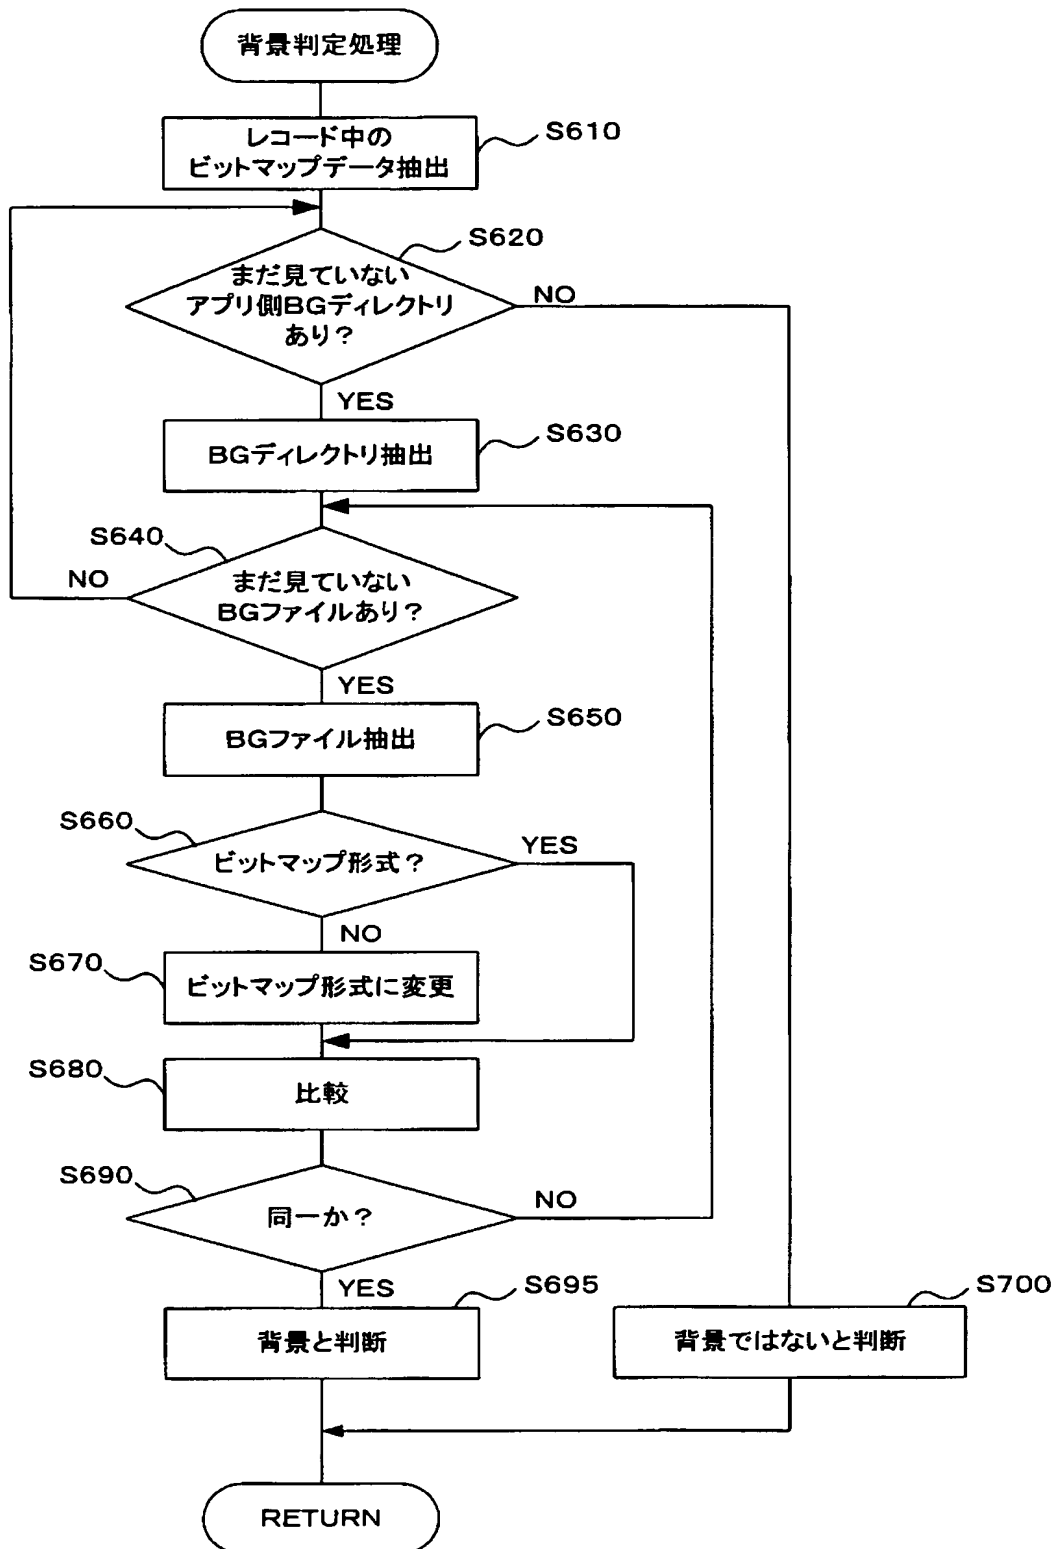 背景判定処理
レコード中の
ビットマップデータ抽出
S610
S620
まだ見ていない
アプリ側BGディレクトリ
あり？
NO
YES
BGディレクトリ抽出
S630
S640
NO
まだ見ていない
BGファイルあり？
YES
BGファイル抽出
S650
S660
ビットマップ形式？
YES
NO
S670
ビットマップ形式に変更
S680
比較
S690
同一か？
NO
YES
S695
S700
背景と判断
背景ではないと判断
RETURN